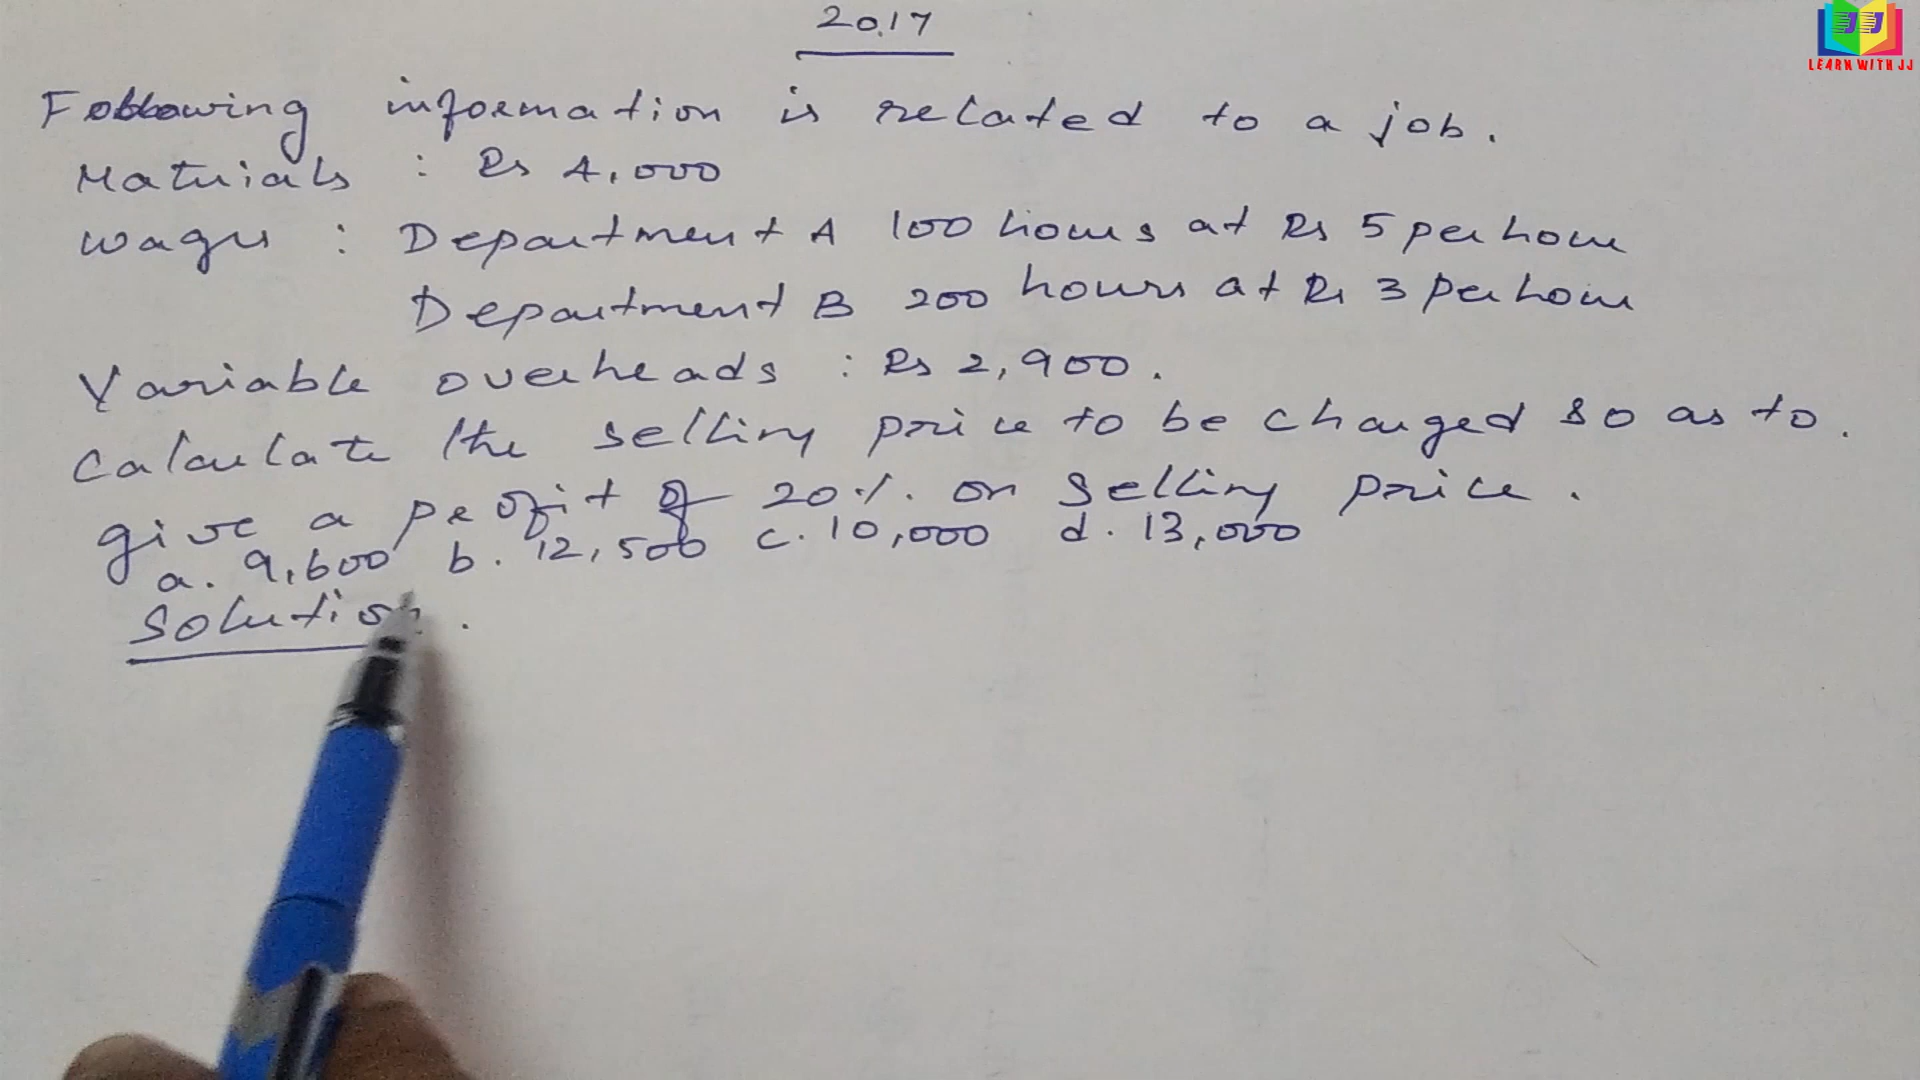 2017
JJ
LEARN WITH JJ
Following information is related to a job.
Materials : Rs 4,000
Wages : Department A 100 hours at Rs 5 per hour
Department B 200 hours at Rs 3 per hour
Variable overheads : Rs 2,900.
Calculate the selling price to be charged so as to.
give a profit of 20%. on selling price.
a. 9,600 b. 12,500 c. 10,000 d. 13,000
Solution.